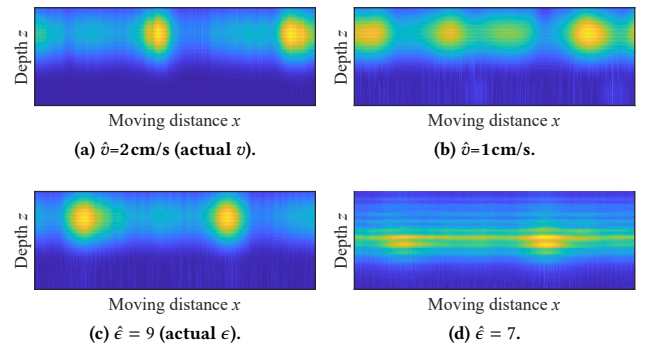 Depth z
Depth z
Moving distance x
Moving distance x
(a) v̂=2cm/s (actual v).
(b) v̂=1cm/s.
Depth z
Depth z
Moving distance x
Moving distance x
(c) ϵ̂ = 9 (actual ϵ).
(d) ϵ̂ = 7.